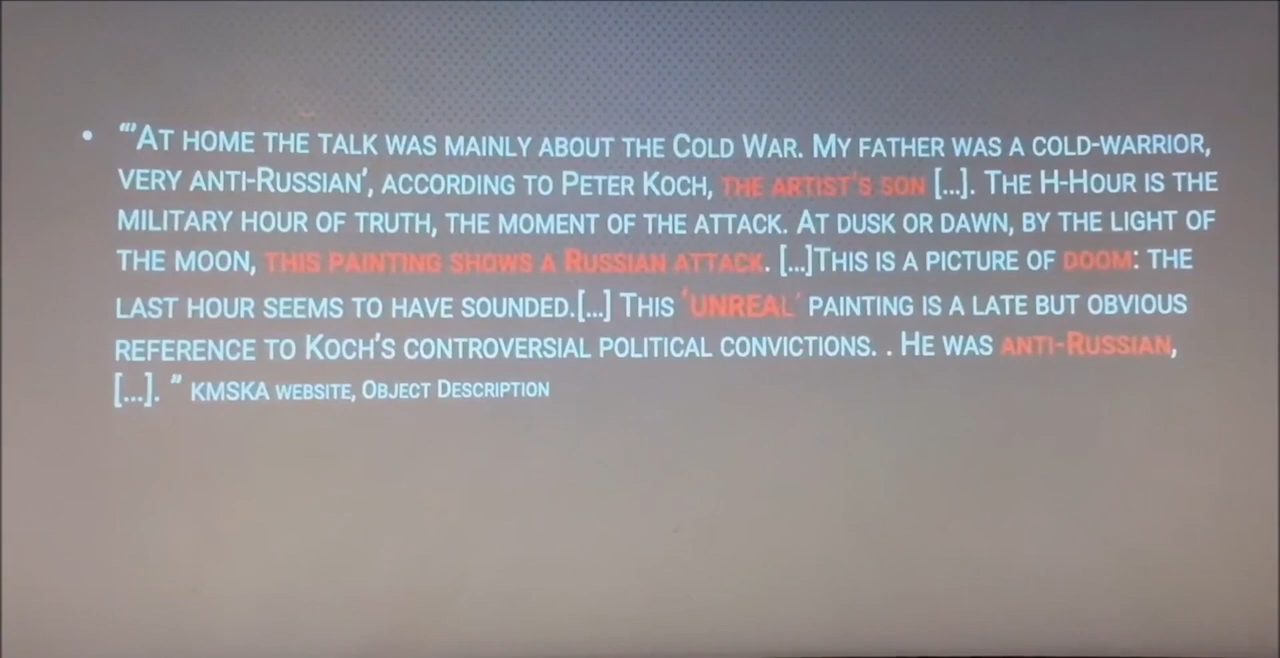 • “‘At home the talk was mainly about the Cold War. My father was a cold-warrior,
very anti-Russian’, according to Peter Koch, the artist’s son [...]. The H-Hour is the
military hour of truth, the moment of the attack. At dusk or dawn, by the light of
the moon, this painting shows a Russian attack. [...]This is a picture of doom: the
last hour seems to have sounded.[...] This ‘unreal’ painting is a late but obvious
reference to Koch’s controversial political convictions. . He was anti-Russian,
[...]. ” KMSKA website, Object Description